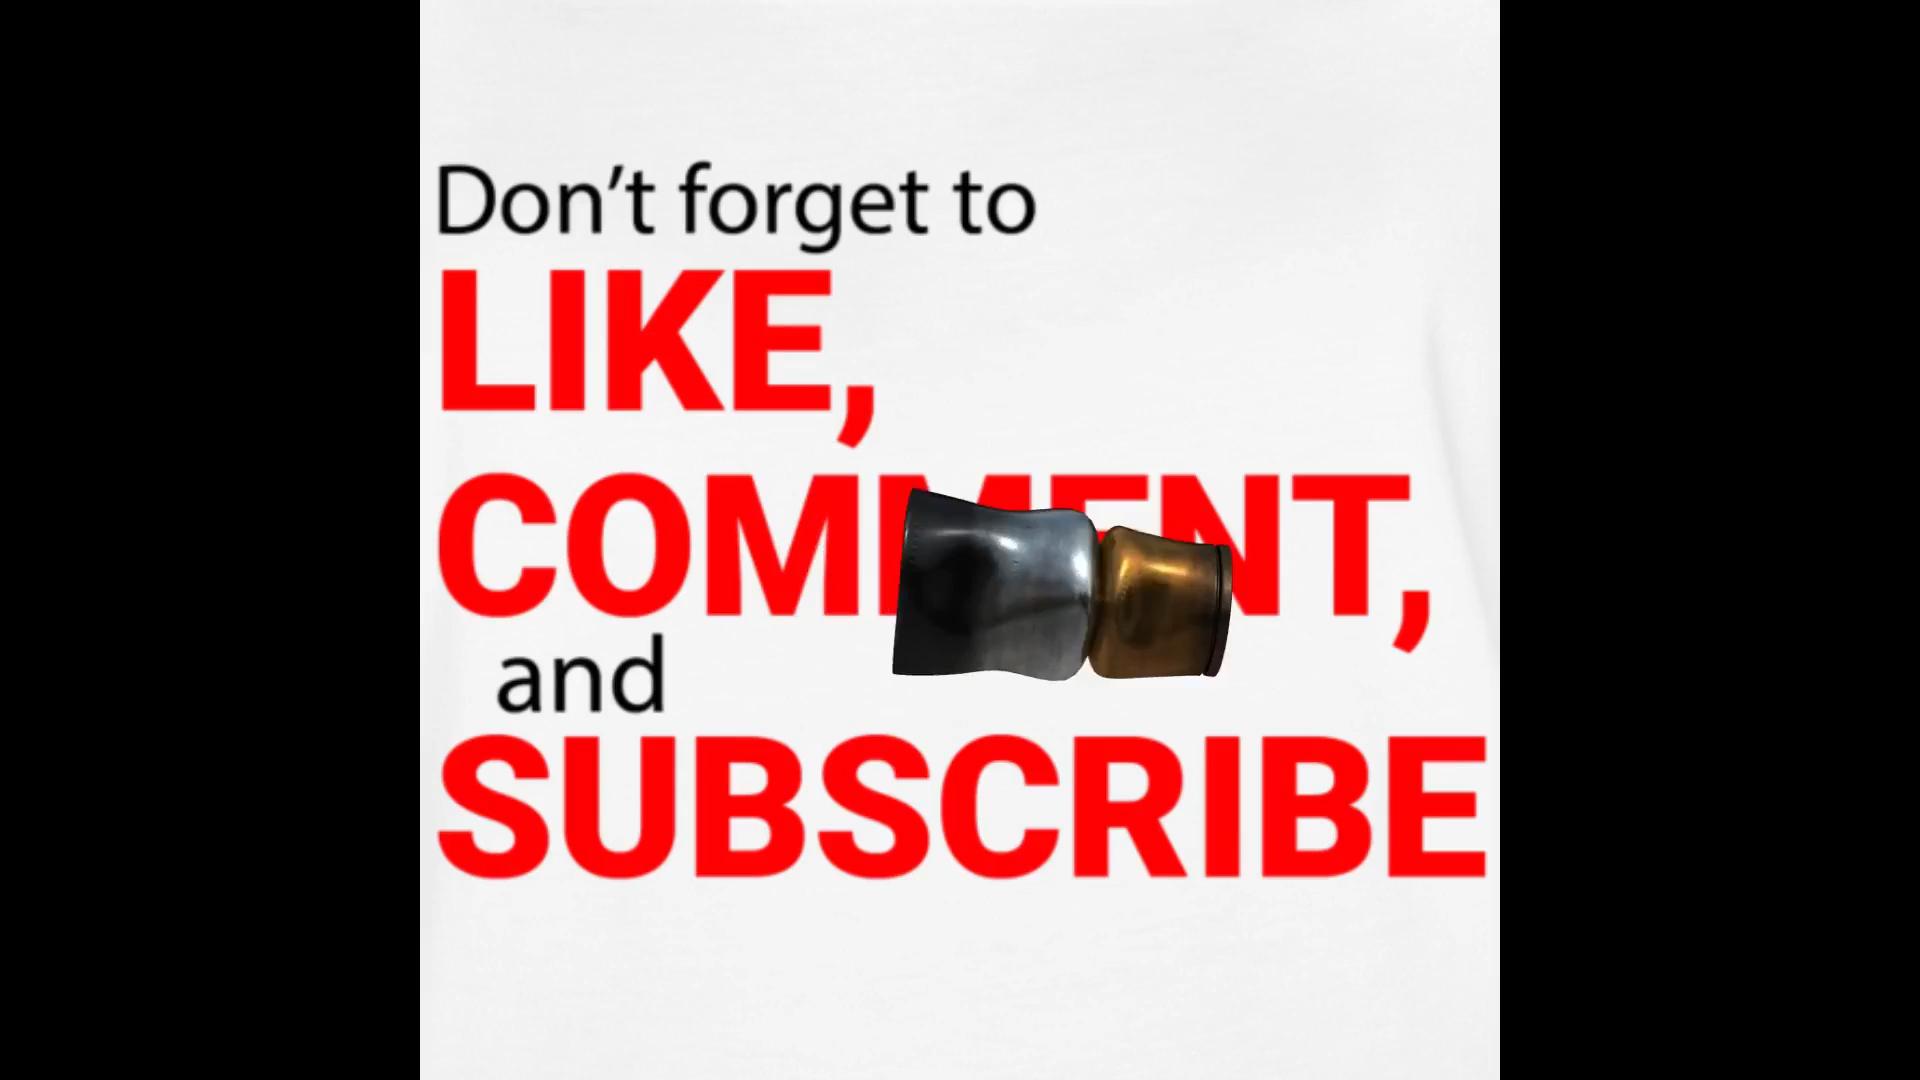 Don't forget to
LIKE,
COMMENT,
and
SUBSCRIBE